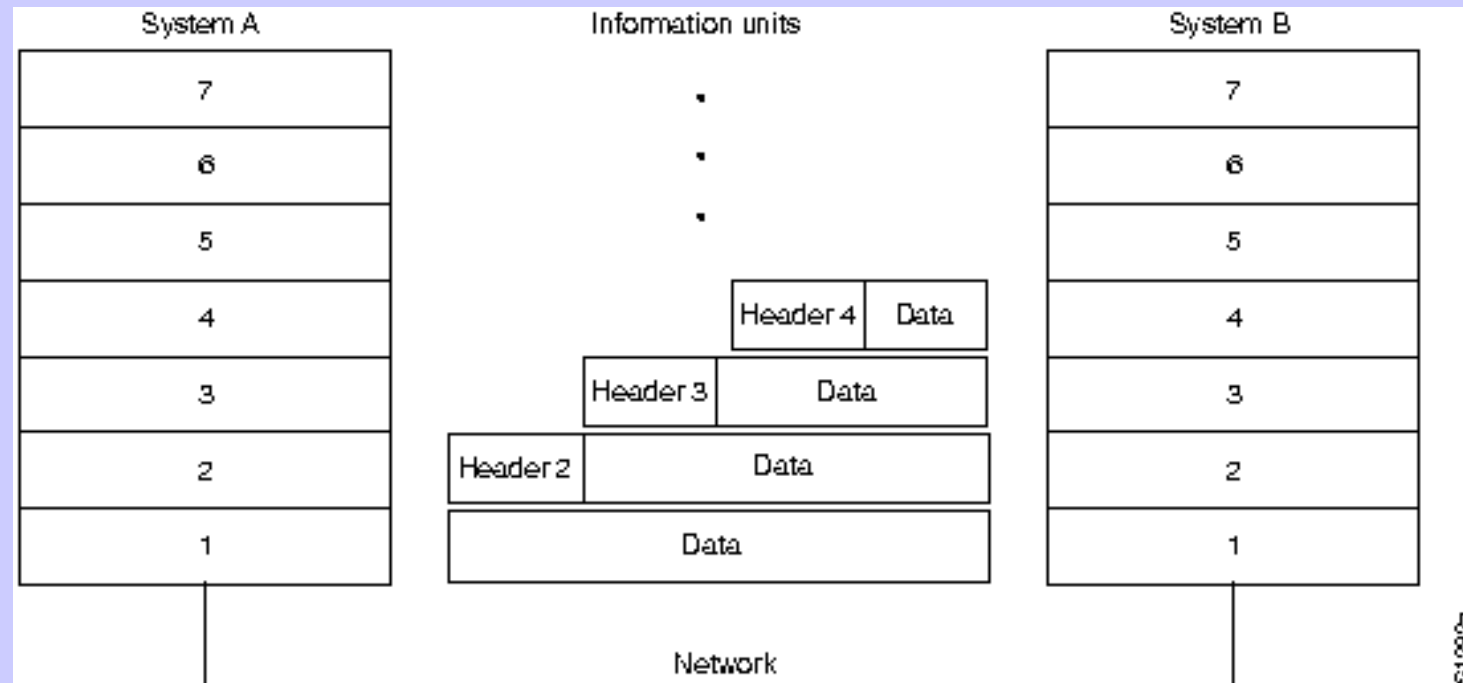 System A Information units System B
7 7
6 6
5 5
4 Header 4 Data 4
3 Header 3 Data 3
2 Header 2 Data 2
1 Data 1
Network